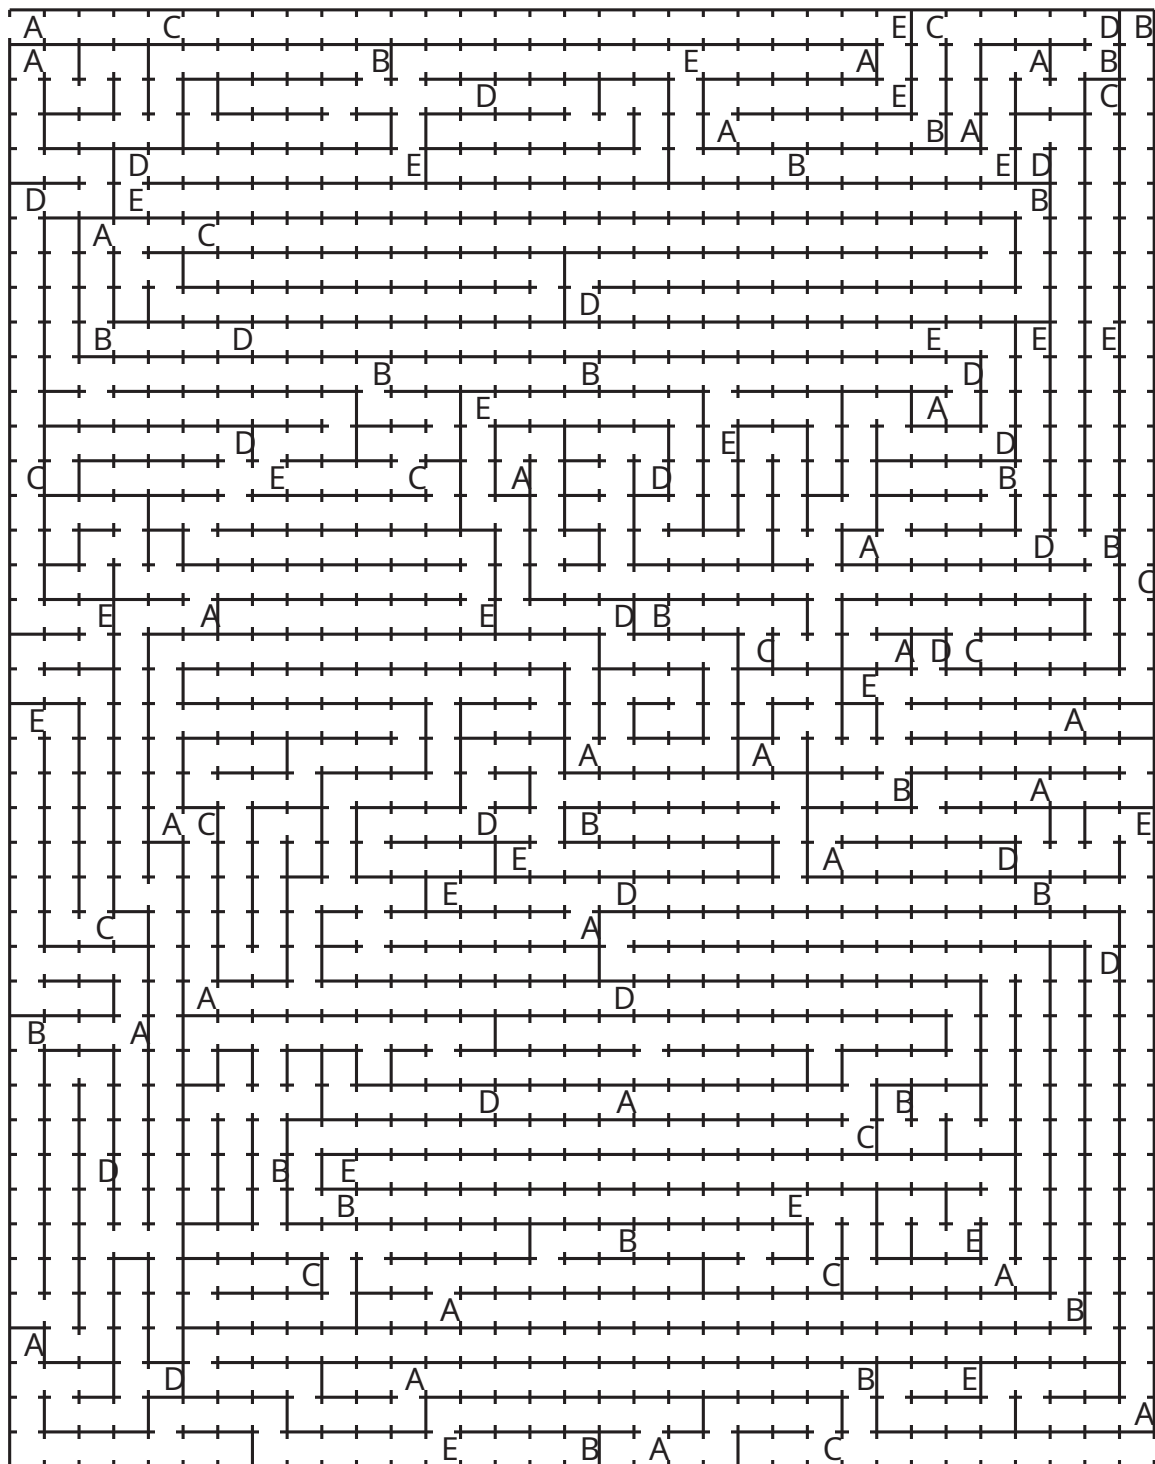 A C E C D B
A B E A A B
D E C
A B A
D E B E D
D E B
A C
D
B D E E E
B B D
E A
D E D
C E C A D B
A D B
C
E A E D B
C A D C
E
E A
A A
B A
A C D B E
E A D
E D B
C A
D
A D
B A
D A B
C
D B E
B E
B E
C C A
A B
A
D A B E
A
E B A C